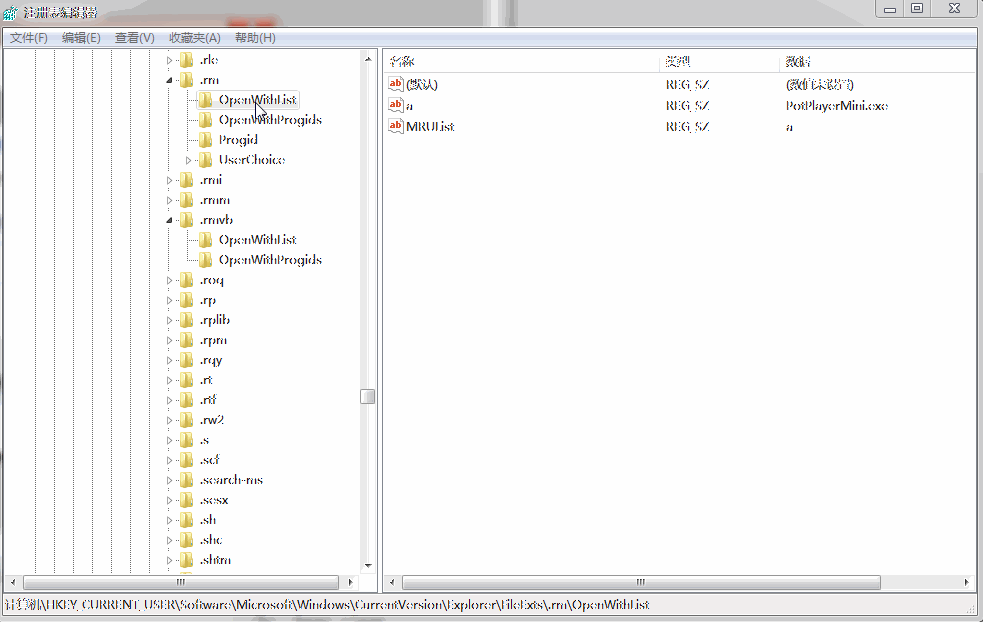 注册表编辑器
文件(F) 编辑(E) 查看(V) 收藏夹(A) 帮助(H)
.rle
.rm
OpenWithList
OpenWithProgids
Progid
UserChoice
.rmi
.rmm
.rmvb
OpenWithList
OpenWithProgids
.roq
.rp
.rplib
.rpm
.rqy
.rt
.rtf
.rw2
.s
.scf
.search-ms
.sesx
.sh
.shc
.shtm
名称 类型 数据
ab (默认) REG_SZ (数值未设置)
ab a REG_SZ PotPlayerMini.exe
ab MRUList REG_SZ a
计算机\HKEY_CURRENT_USER\Software\Microsoft\Windows\CurrentVersion\Explorer\FileExts\.rm\OpenWithList